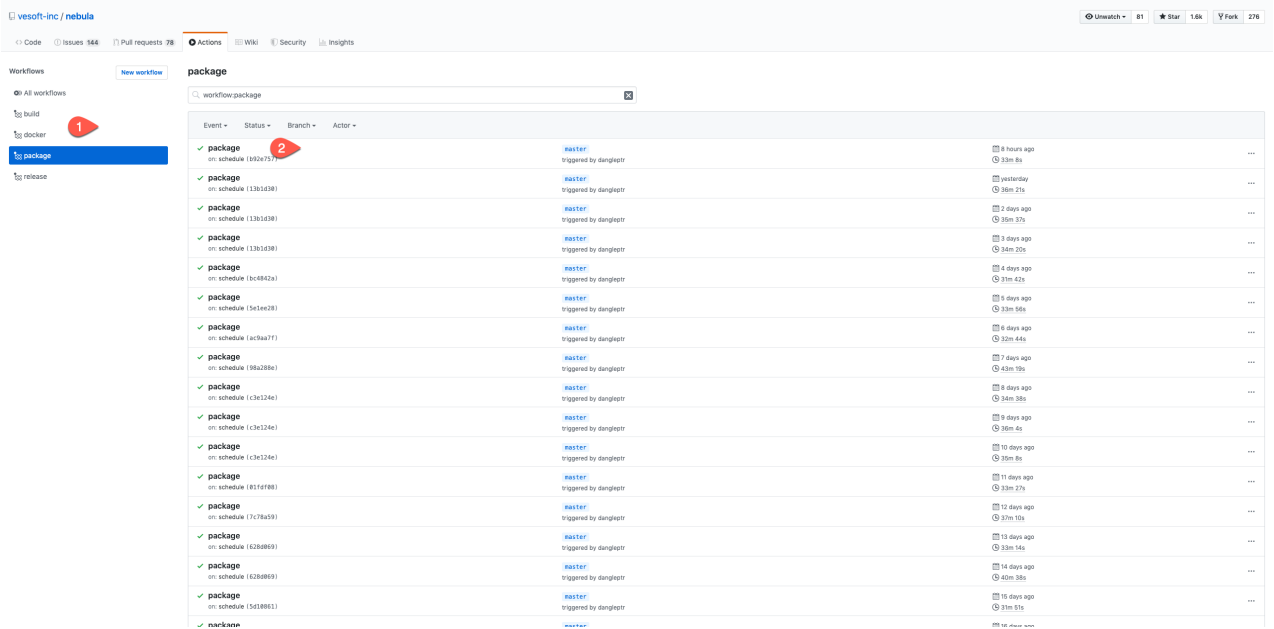 vesoft-inc / nebula
Unwatch 81 Star 1.6k Fork 276
Code Issues 144 Pull requests 78 Actions Wiki Security Insights
Workflows New workflow
All workflows
build
docker
package
release
1
package
workflow:package
Event Status Branch Actor
2
package master 8 hours ago
on: schedule (b92e757) triggered by dangleptr 33m 8s
package master yesterday
on: schedule (13b1d30) triggered by dangleptr 36m 21s
package master 2 days ago
on: schedule (13b1d30) triggered by dangleptr 35m 37s
package master 3 days ago
on: schedule (13b1d30) triggered by dangleptr 34m 20s
package master 4 days ago
on: schedule (bc4842a) triggered by dangleptr 31m 42s
package master 5 days ago
on: schedule (5e1ee28) triggered by dangleptr 33m 56s
package master 6 days ago
on: schedule (ac9aa7f) triggered by dangleptr 32m 44s
package master 7 days ago
on: schedule (98a288e) triggered by dangleptr 43m 19s
package master 8 days ago
on: schedule (c3e124e) triggered by dangleptr 34m 38s
package master 9 days ago
on: schedule (c3e124e) triggered by dangleptr 36m 4s
package master 10 days ago
on: schedule (c3e124e) triggered by dangleptr 35m 8s
package master 11 days ago
on: schedule (01fdf08) triggered by dangleptr 33m 27s
package master 12 days ago
on: schedule (7c78a59) triggered by dangleptr 37m 10s
package master 13 days ago
on: schedule (628d069) triggered by dangleptr 33m 14s
package master 14 days ago
on: schedule (628d069) triggered by dangleptr 40m 38s
package master 15 days ago
on: schedule (5d10861) triggered by dangleptr 31m 51s
package master 16 days ago